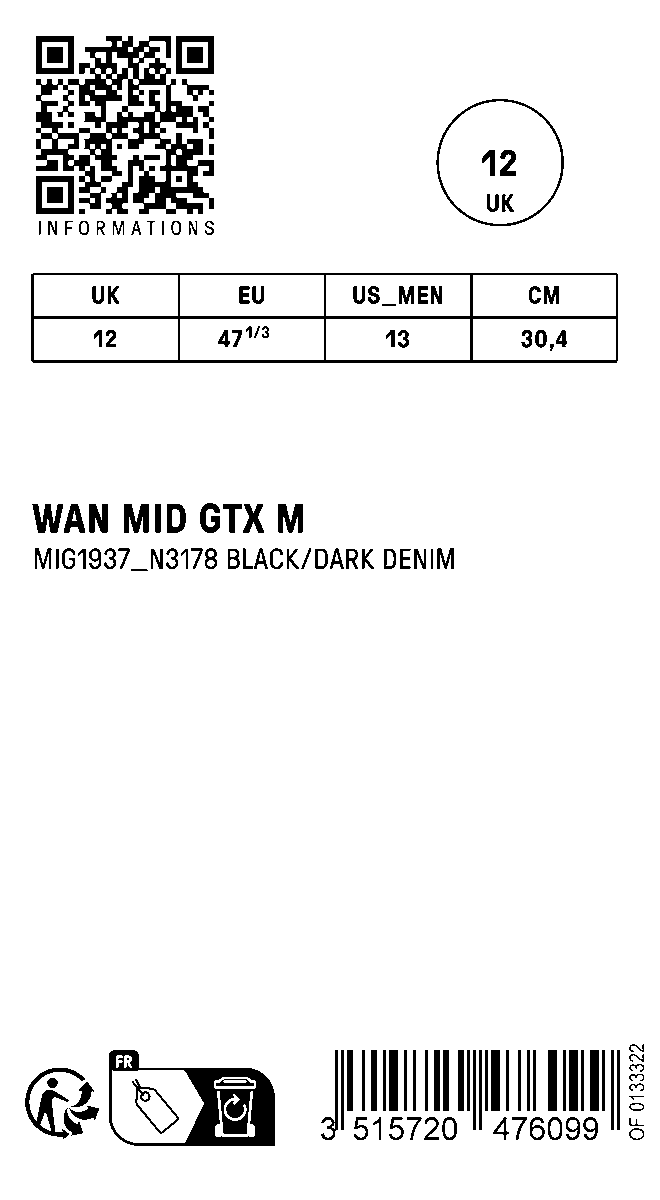 INFORMATIONS
12
UK
UK EU US_MEN CM
12 47 1/3 13 30,4
WAN MID GTX M
MIG1937_N3178 BLACK/DARK DENIM
FR
3 515720 476099
OF 0133322